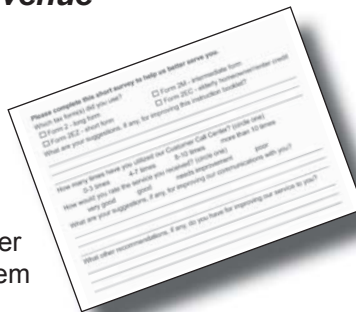 venue
Please complete this short survey to help us better serve you.
Which tax form(s) did you use?
☐ Form 2 - long form ☐ Form 2M - intermediate form
☐ Form 2EZ - short form ☐ Form 2EC - elderly homeowner/renter credit
What are your suggestions, if any, for improving this instruction booklet?
How many times have you utilized our Customer Call Center? (circle one)
0-3 times 4-7 times 8-10 times more than 10 times
How would you rate the service you received? (circle one)
very good good needs improvement poor
What are your suggestions, if any, for improving our communications with you?
What other recommendations, if any, do you have for improving our service to you?
er
em